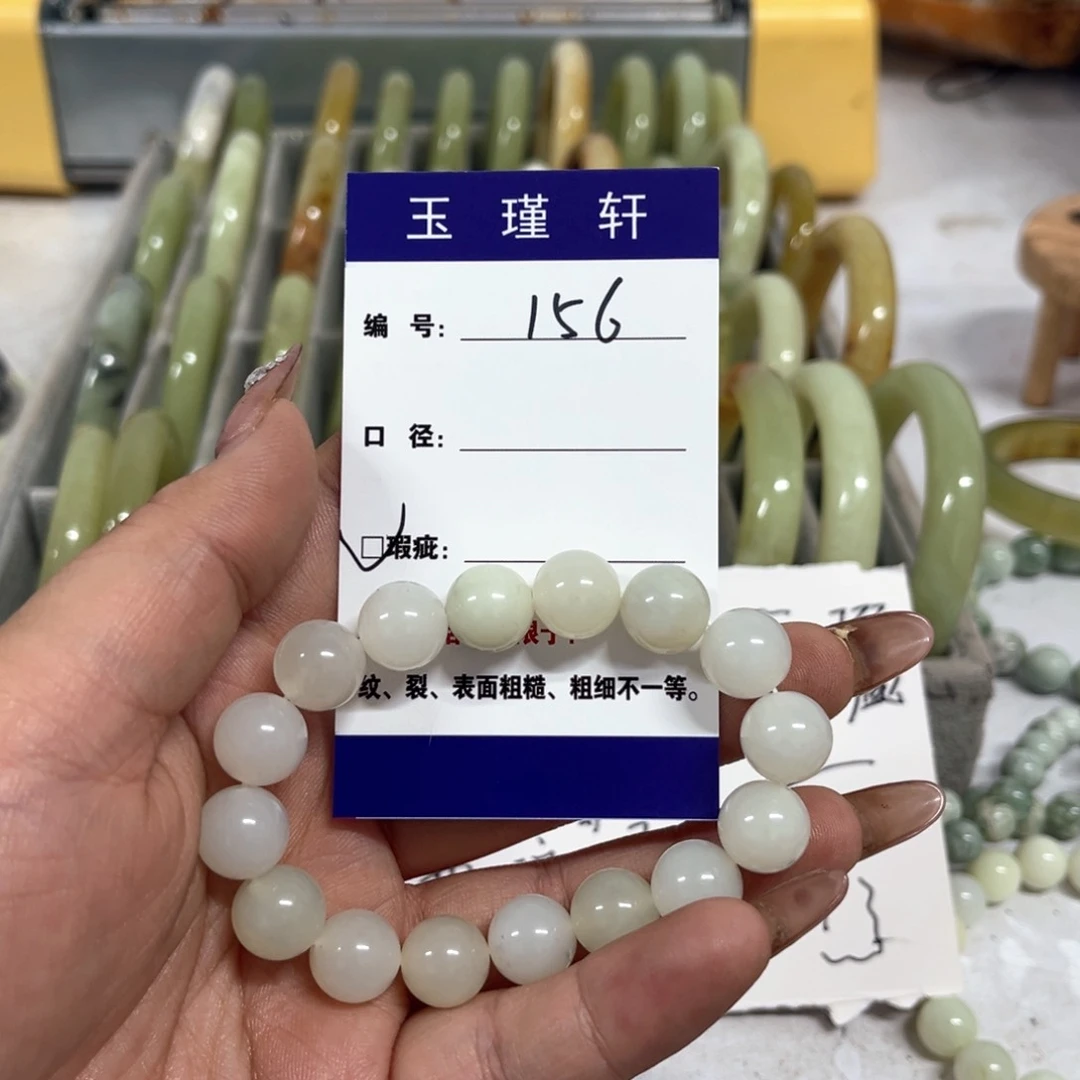 玉瑾轩
编 号: 156
口 径:
□瑕疵:
纹、裂、表面粗糙、粗细不一等。